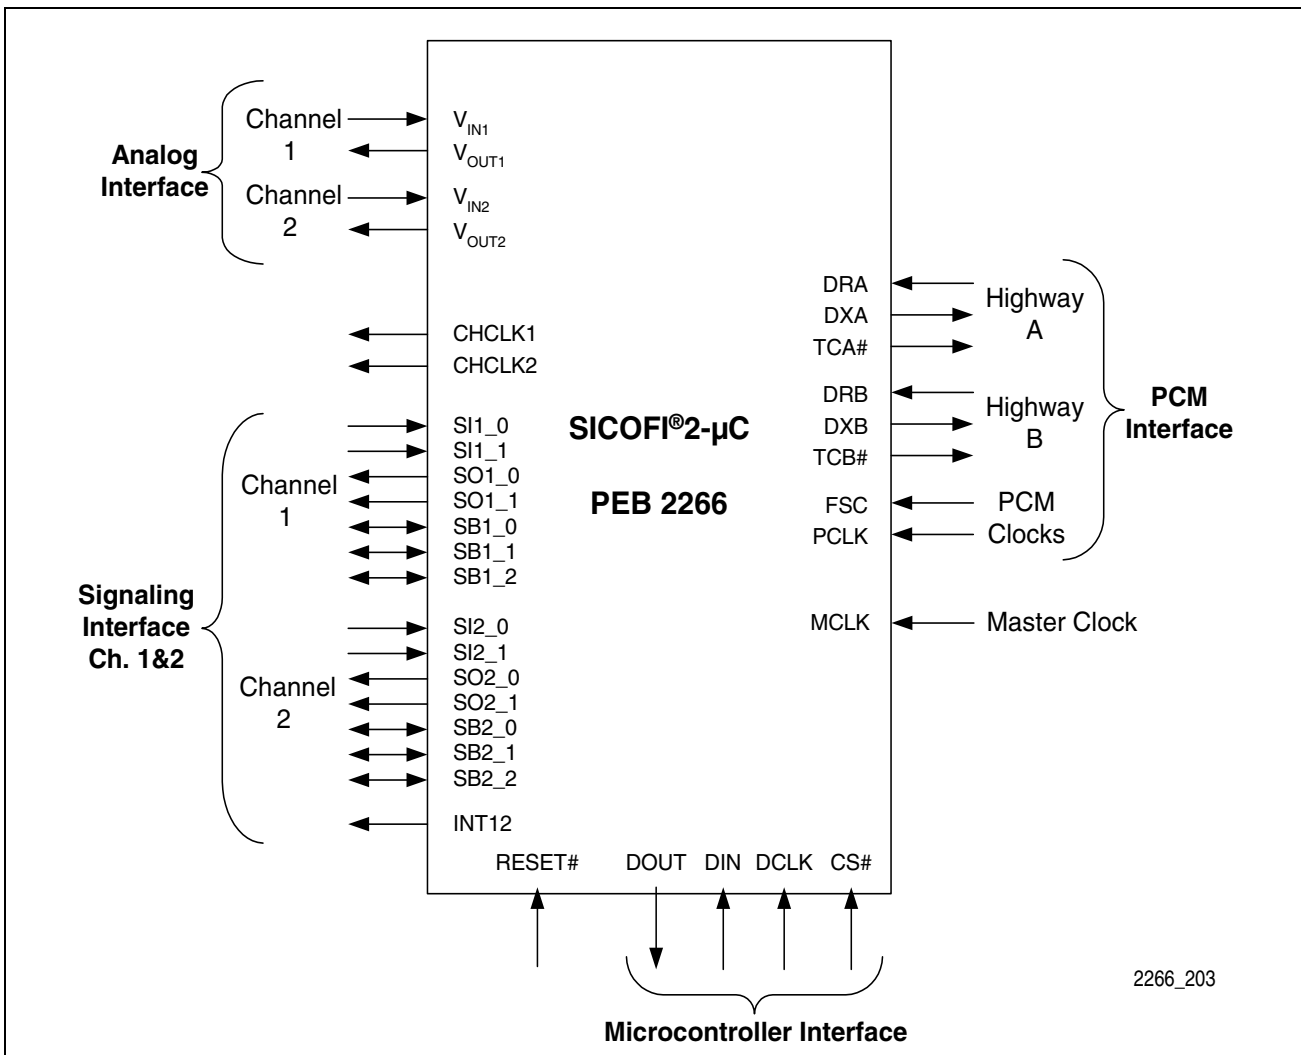 Analog
Interface
Channel
1
Channel
2
V_IN1
V_OUT1
V_IN2
V_OUT2
CHCLK1
CHCLK2
Signaling
Interface
Ch. 1&2
Channel
1
SI1_0
SI1_1
SO1_0
SO1_1
SB1_0
SB1_1
SB1_2
Channel
2
SI2_0
SI2_1
SO2_0
SO2_1
SB2_0
SB2_1
SB2_2
INT12
SICOFI®2-µC
PEB 2266
DRA
DXA
TCA#
Highway
A
DRB
DXB
TCB#
Highway
B
FSC
PCLK
PCM
Clocks
PCM
Interface
MCLK
Master Clock
RESET# DOUT DIN DCLK CS#
Microcontroller Interface
2266_203